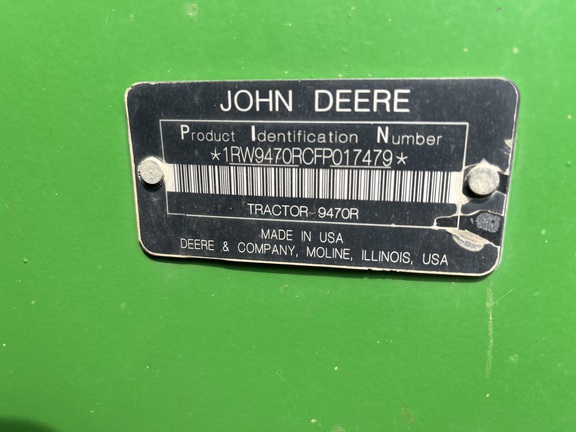 JOHN DEERE
Product Identification Number
*1RW9470RCFP017479*
TRACTOR 9470R
MADE IN USA
DEERE & COMPANY, MOLINE, ILLINOIS, USA